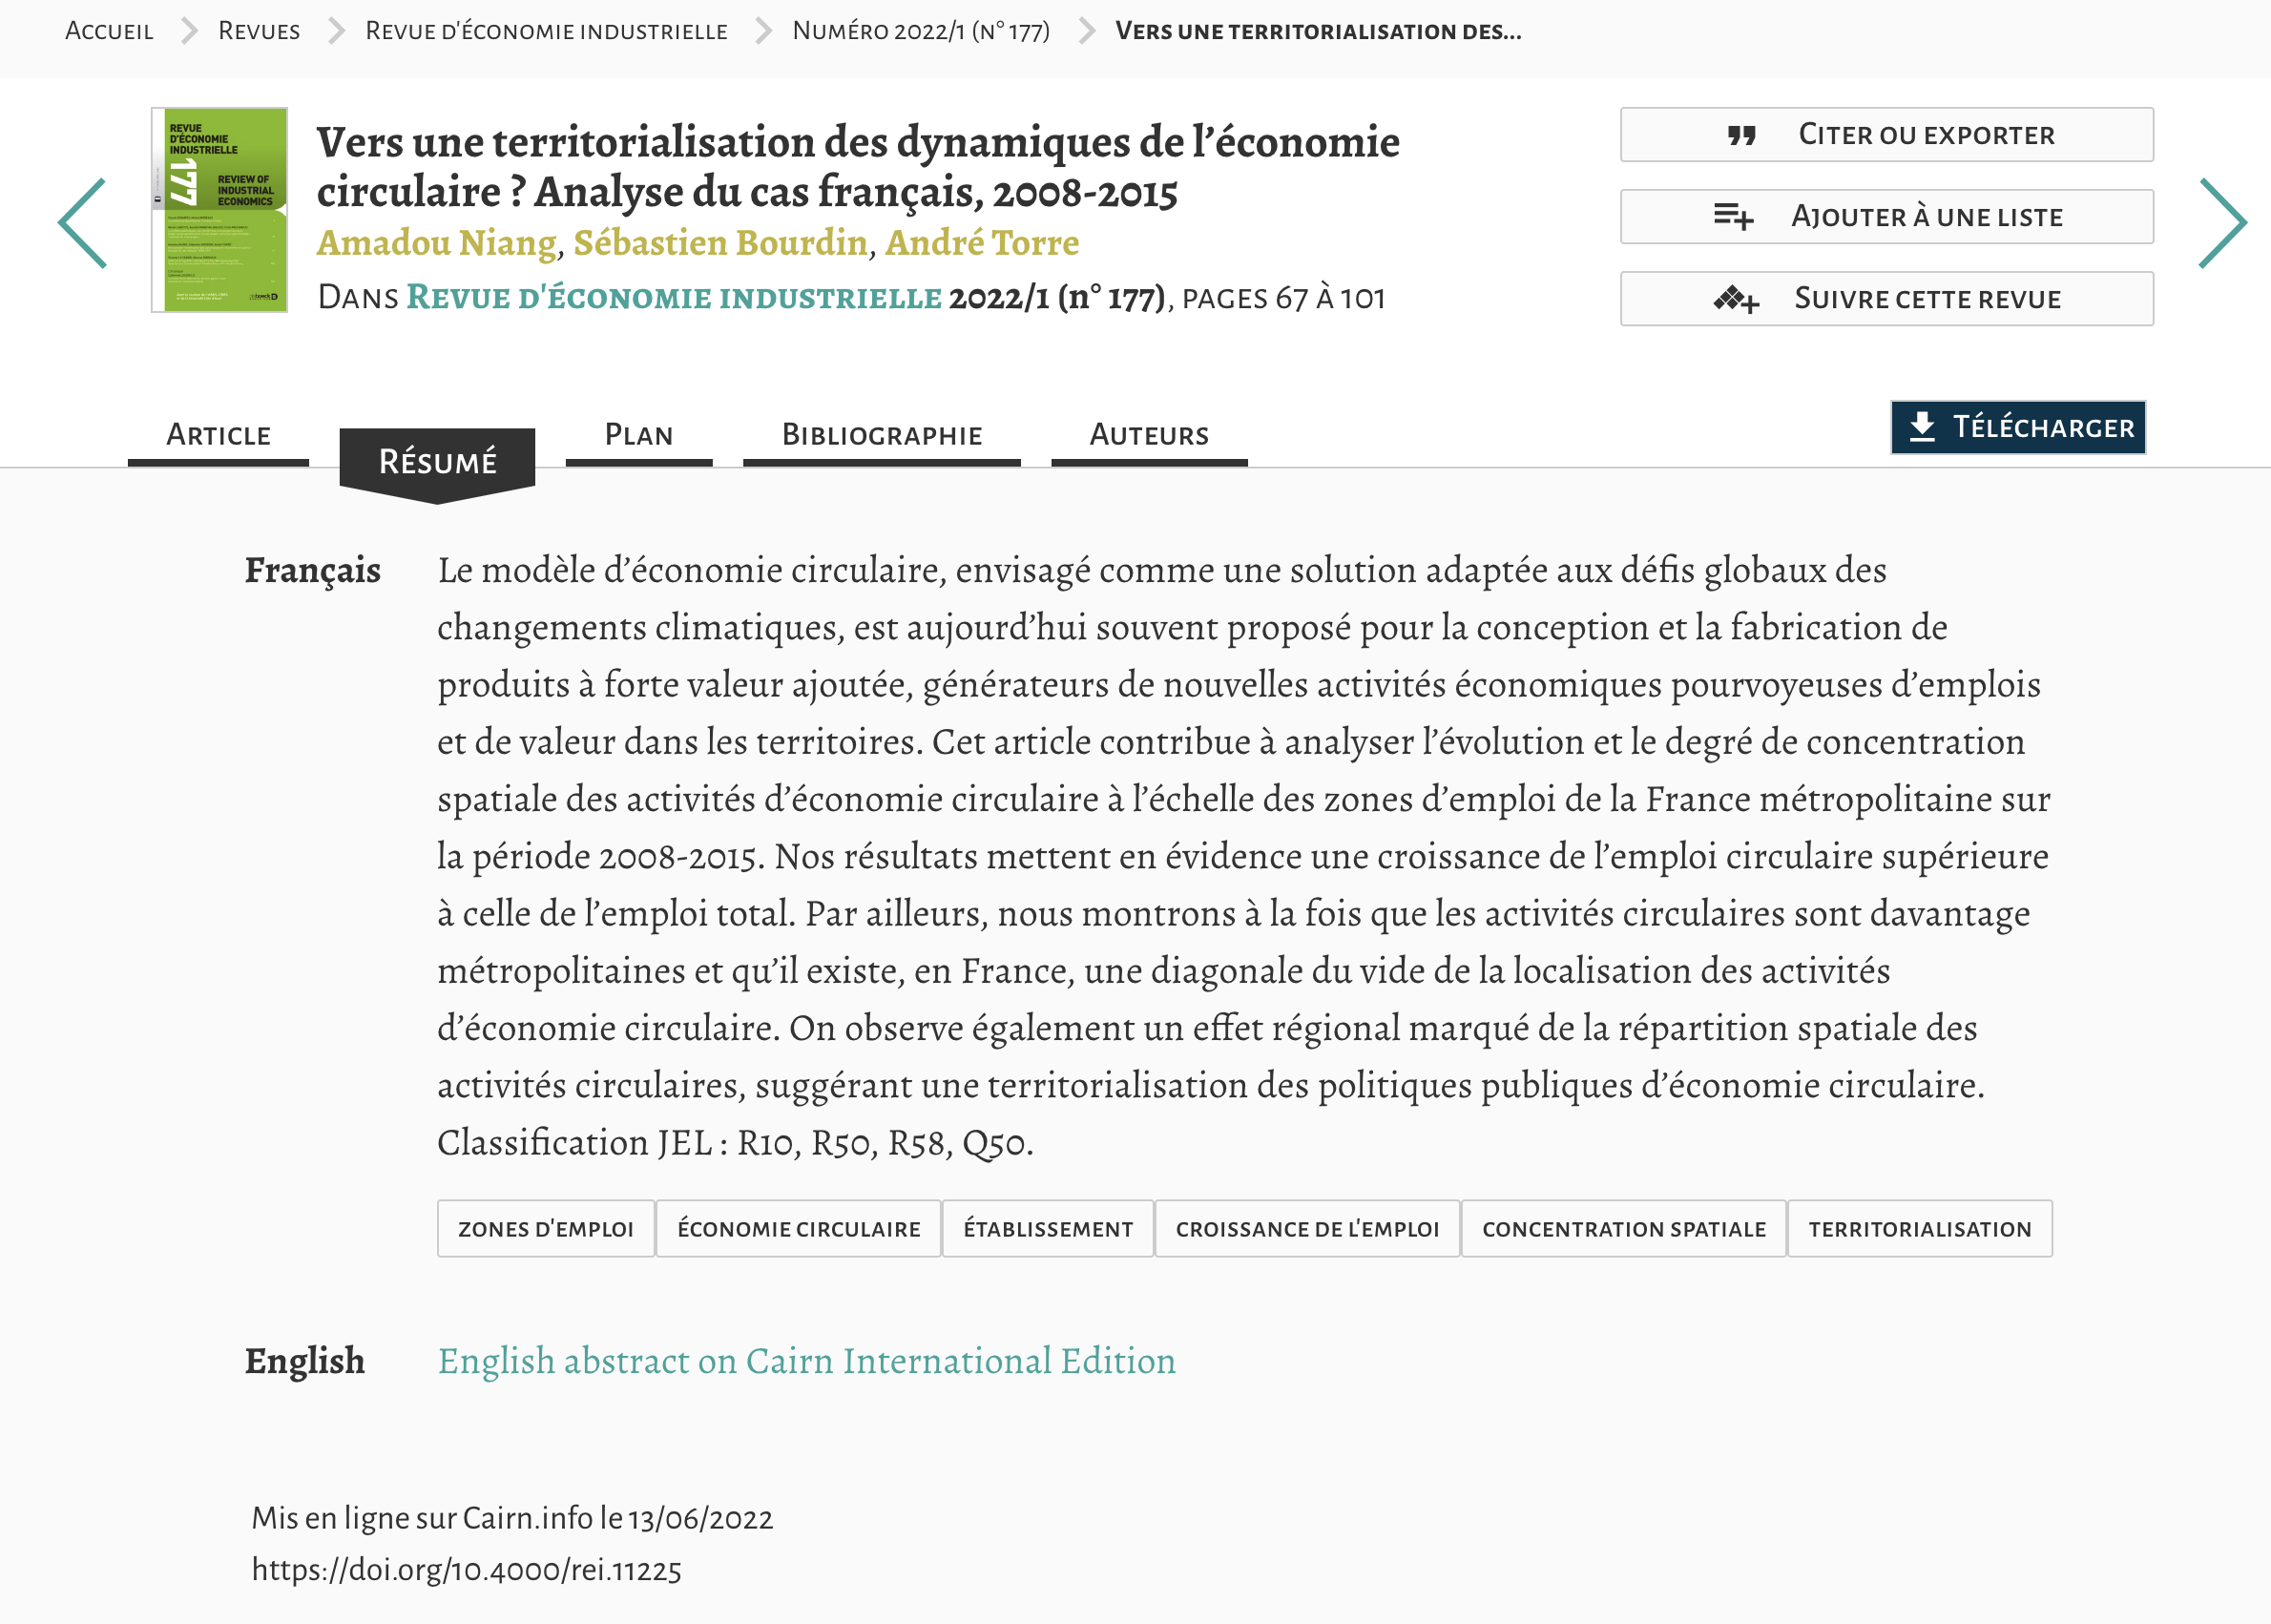 Accueil
Revues
Revue d'économie industrielle
Numéro 2022/1 (n° 177)
Vers une territorialisation des...
REVUE
D'ÉCONOMIE
INDUSTRIELLE
177
REVIEW OF
INDUSTRIAL
ECONOMICS
Vers une territorialisation des dynamiques de l’économie
circulaire ? Analyse du cas français, 2008-2015
Amadou Niang, Sébastien Bourdin, André Torre
Dans Revue d'économie industrielle 2022/1 (n° 177), pages 67 à 101
Citer ou exporter
Ajouter à une liste
Suivre cette revue
Article
Résumé
Plan
Bibliographie
Auteurs
Télécharger
Français
Le modèle d’économie circulaire, envisagé comme une solution adaptée aux défis globaux des
changements climatiques, est aujourd’hui souvent proposé pour la conception et la fabrication de
produits à forte valeur ajoutée, générateurs de nouvelles activités économiques pourvoyeuses d’emplois
et de valeur dans les territoires. Cet article contribue à analyser l’évolution et le degré de concentration
spatiale des activités d’économie circulaire à l’échelle des zones d’emploi de la France métropolitaine sur
la période 2008-2015. Nos résultats mettent en évidence une croissance de l’emploi circulaire supérieure
à celle de l’emploi total. Par ailleurs, nous montrons à la fois que les activités circulaires sont davantage
métropolitaines et qu’il existe, en France, une diagonale du vide de la localisation des activités
d’économie circulaire. On observe également un effet régional marqué de la répartition spatiale des
activités circulaires, suggérant une territorialisation des politiques publiques d’économie circulaire.
Classification JEL : R10, R50, R58, Q50.
zones d'emploi
économie circulaire
établissement
croissance de l'emploi
concentration spatiale
territorialisation
English
English abstract on Cairn International Edition
Mis en ligne sur Cairn.info le 13/06/2022
https://doi.org/10.4000/rei.11225